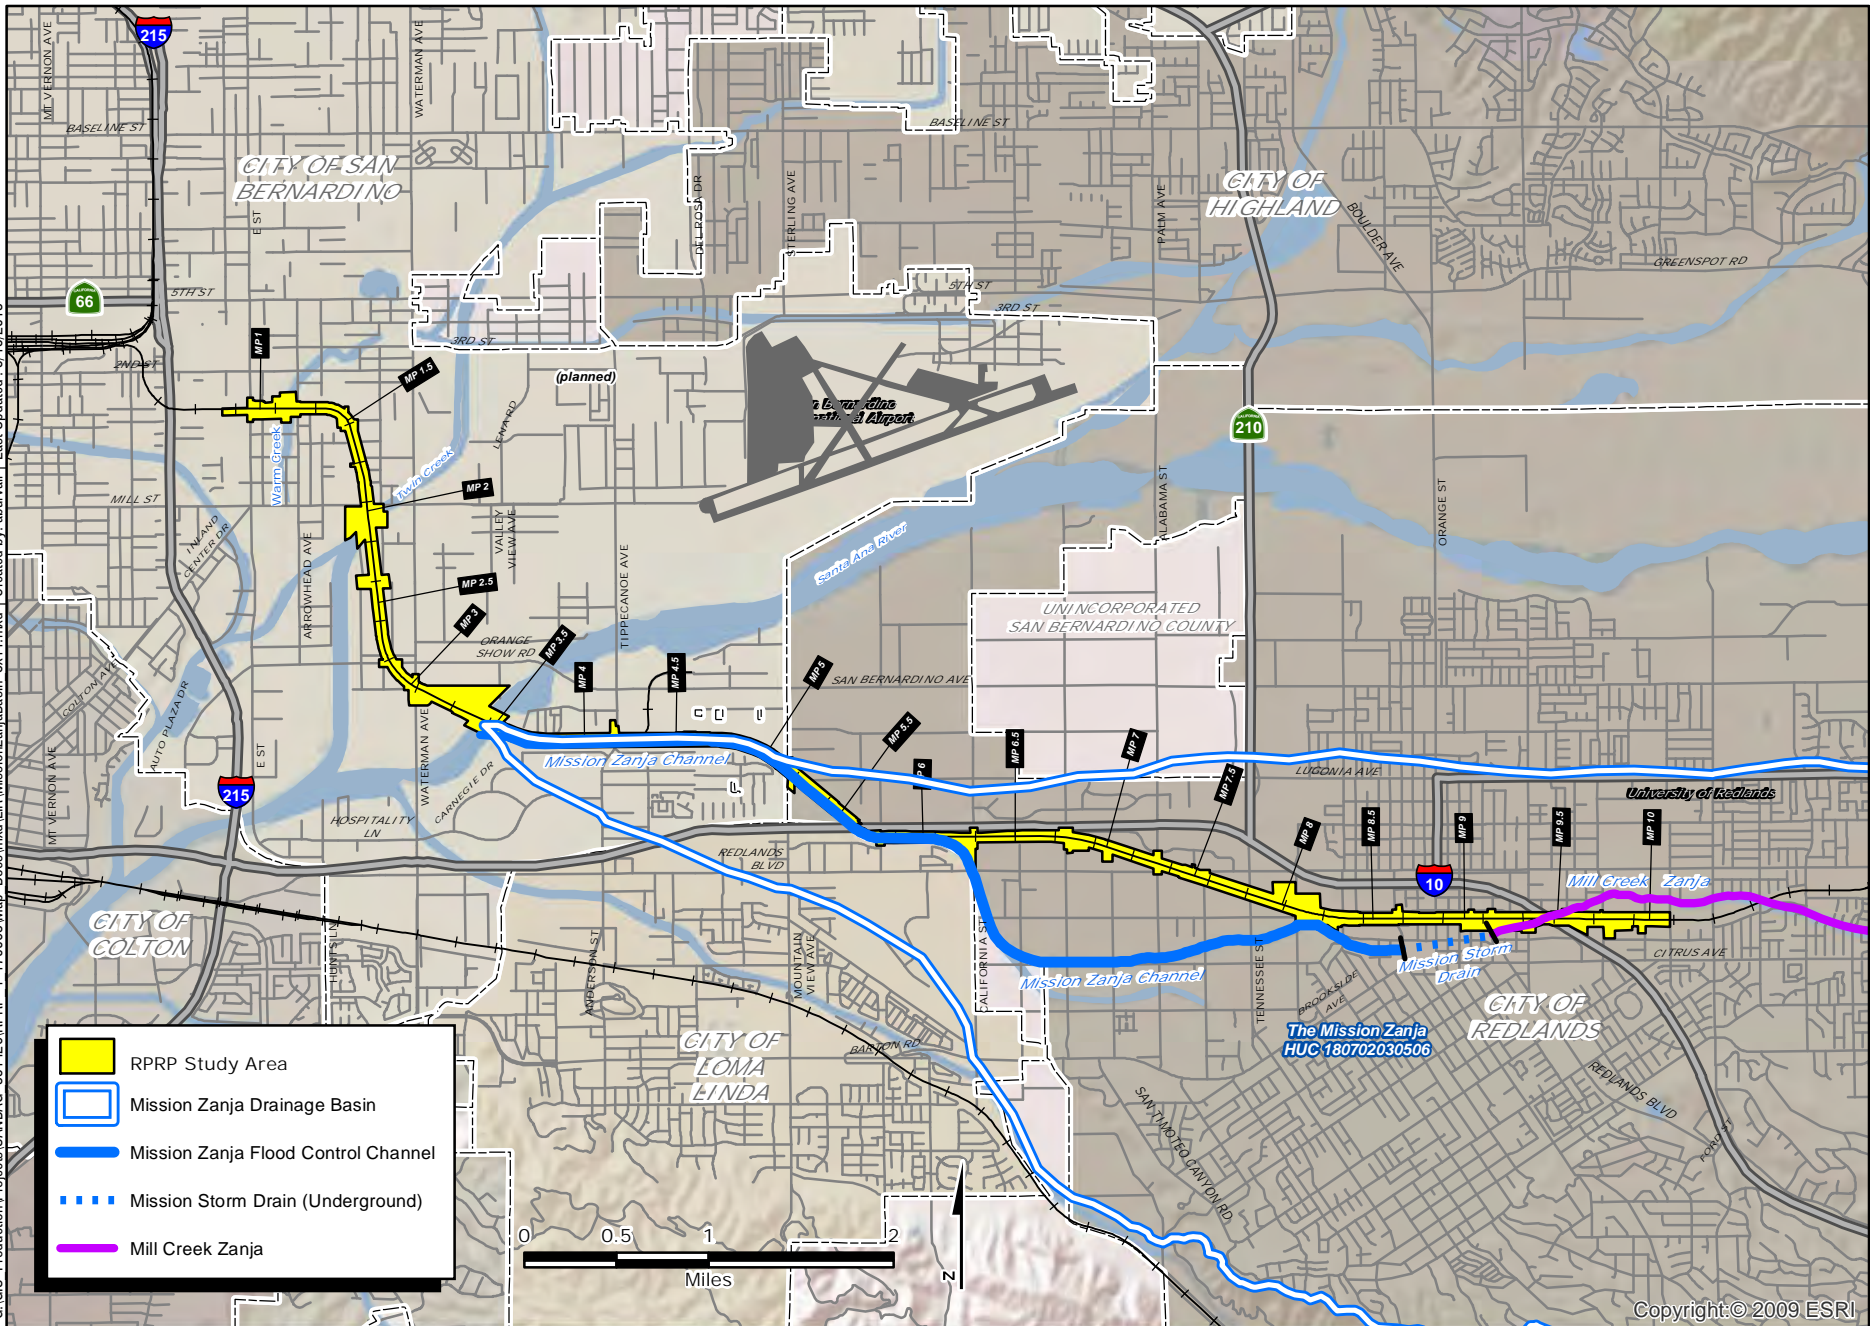 215
MT VERNON AVE
WATERMAN AVE
BASELINE ST
BASELINE ST
CITY OF SAN
BERNARDINO
E ST
DEL ROSA DR
STERLING AVE
PALM AVE
CITY OF
HIGHLAND
BOULDER AVE
GREENSPOT RD
CALIFORNIA
66
5TH ST
5TH ST
3RD ST
3RD ST
2ND ST
MP 1
MP 1.5
(planned)
LENA RD
Warm Creek
Twin Creek
CALIFORNIA
210
MILL ST
MP 2
INLAND
CENTER DR
ARROWHEAD AVE
VALLEY
VIEW AVE
TIPPECANOE AVE
Santa Ana River
ALABAMA ST
ORANGE ST
MP 2.5
MP 3
ORANGE
SHOW RD
MP 3.5
MP 4
MP 4.5
MP 5
SAN BERNARDINO AVE
UNINCORPORATED
SAN BERNARDINO COUNTY
COLTON AVE
AUTO PLAZA DR
MT VERNON AVE
E ST
WATERMAN AVE
CARNEGIE DR
Mission Zanja Channel
MP 5.5
MP 6.5
MP 7
MP 7.5
LUGONIA AVE
University of Redlands
215
HOSPITALITY
LN
REDLANDS
BLVD
MP 8
MP 8.5
MP 9
MP 9.5
MP 10
10
Mill Creek Zanja
CITY OF
COLTON
HUNTS LN
ANDERSON ST
MOUNTAIN
VIEW AVE
CALIFORNIA ST
Mission Zanja Channel
TENNESSEE ST
BROOKSIDE
AVE
Mission Storm
Drain
CITRUS AVE
CITY OF
REDLANDS
The Mission Zanja
HUC 180702030506
CITY OF
LOMA
LINDA
BARTON RD
SAN TIMOTEO CANYON RD
REDLANDS BLVD
FORD ST
RPRP Study Area
Mission Zanja Drainage Basin
Mission Zanja Flood Control Channel
Mission Storm Drain (Underground)
Mill Creek Zanja
0 0.5 1 2
Miles
N
Copyright:© 2009 ESRI